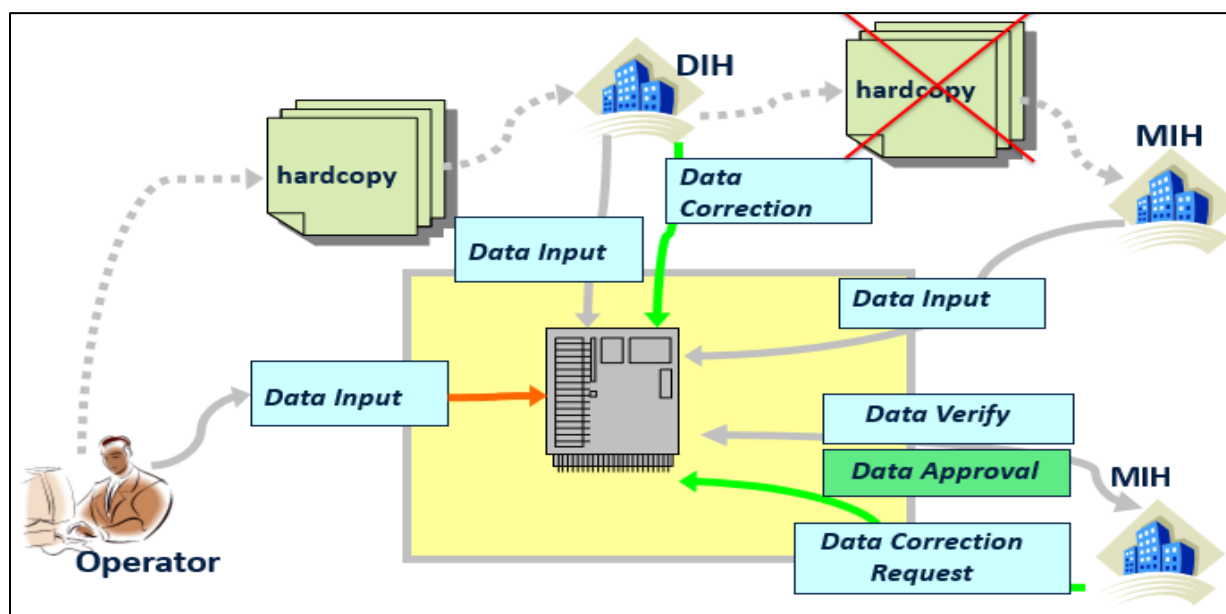 DIH
hardcopy
MIH
hardcopy
Data
Correction
Data Input
Data Input
Data Input
Data Verify
Data Approval
MIH
Data Correction
Request
Operator